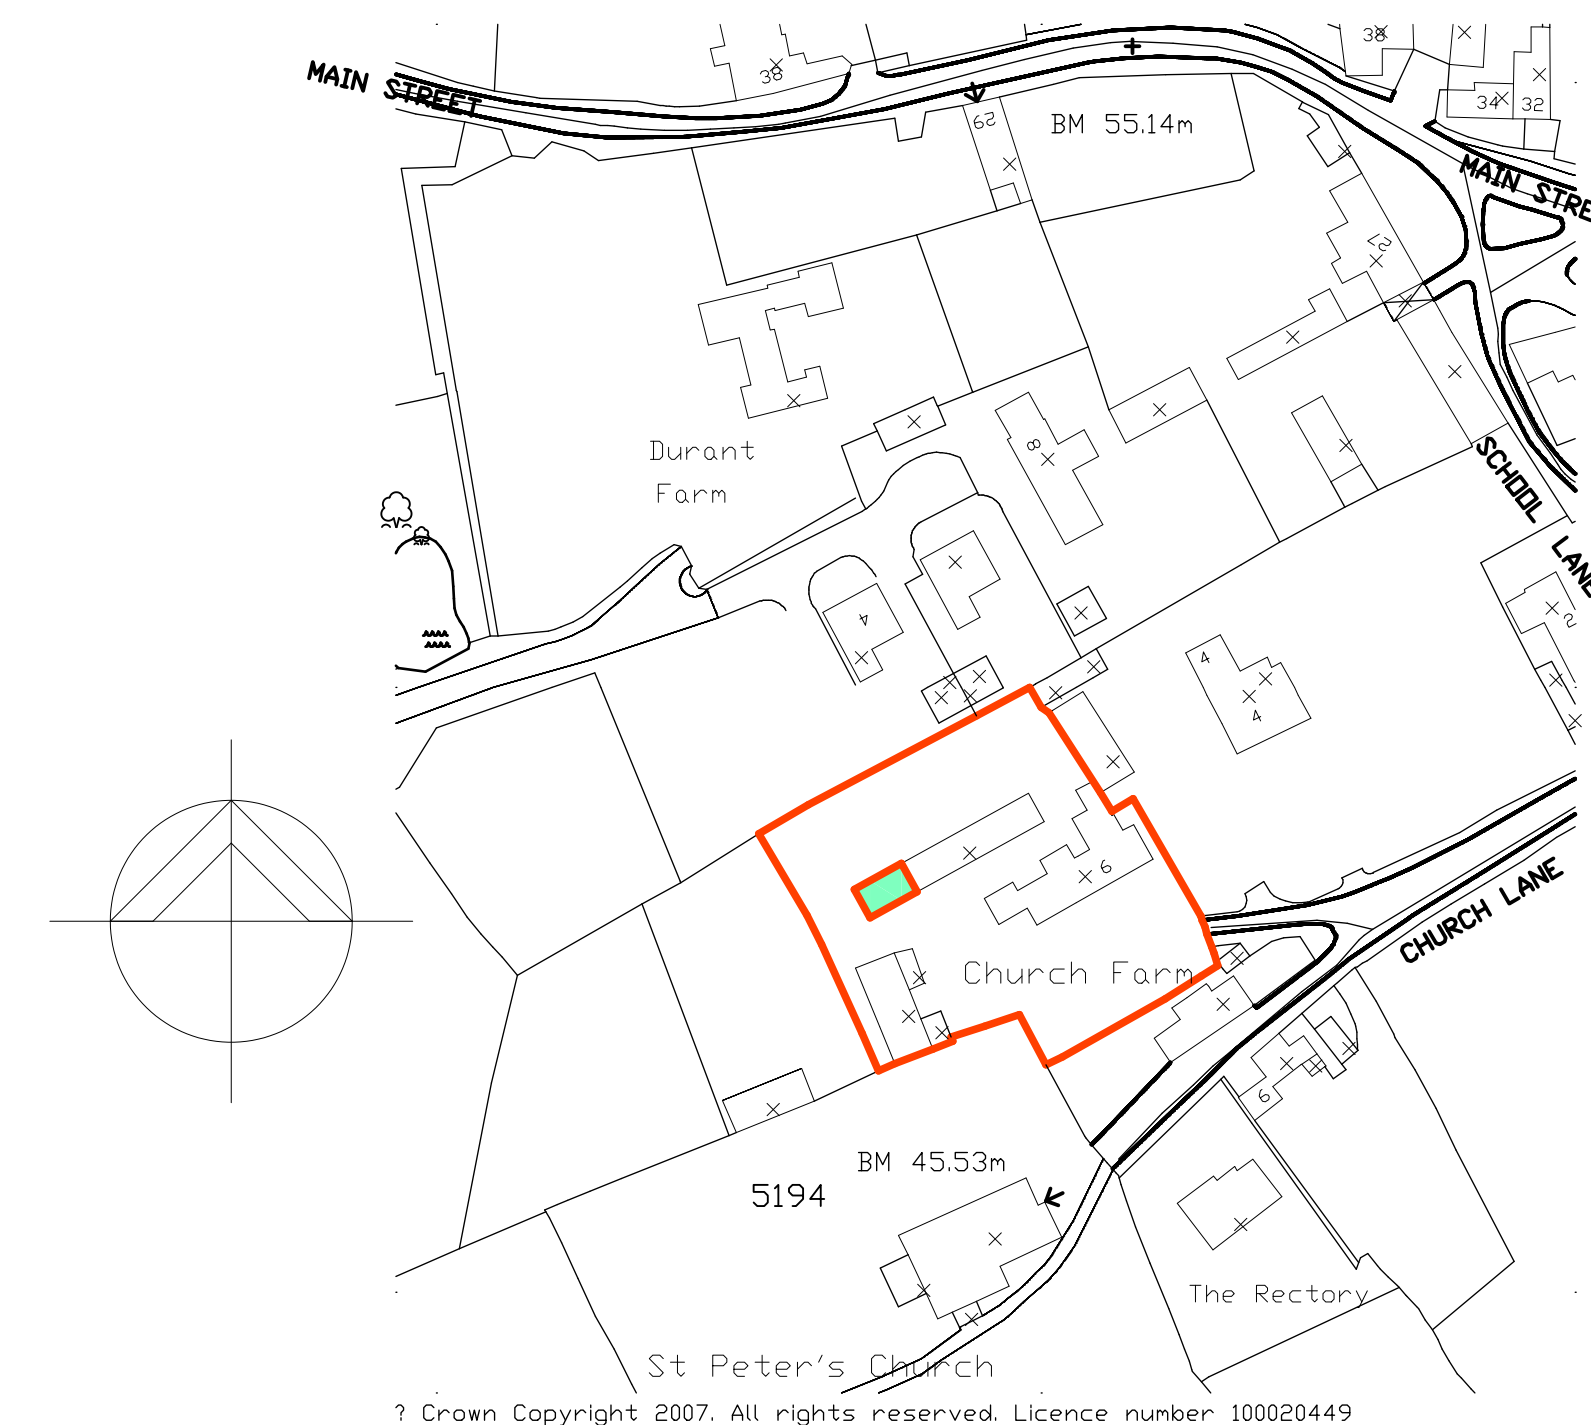 MAIN STREET
38
38
34
32
29
BM 55.14m
MAIN STRE
27
Durant
Farm
8
SCHOOL LANE
4
4
4
2
6
Church Farm
CHURCH LANE
6
BM 45.53m
5194
The Rectory
St Peter's Church
? Crown Copyright 2007. All rights reserved. Licence number 100020449